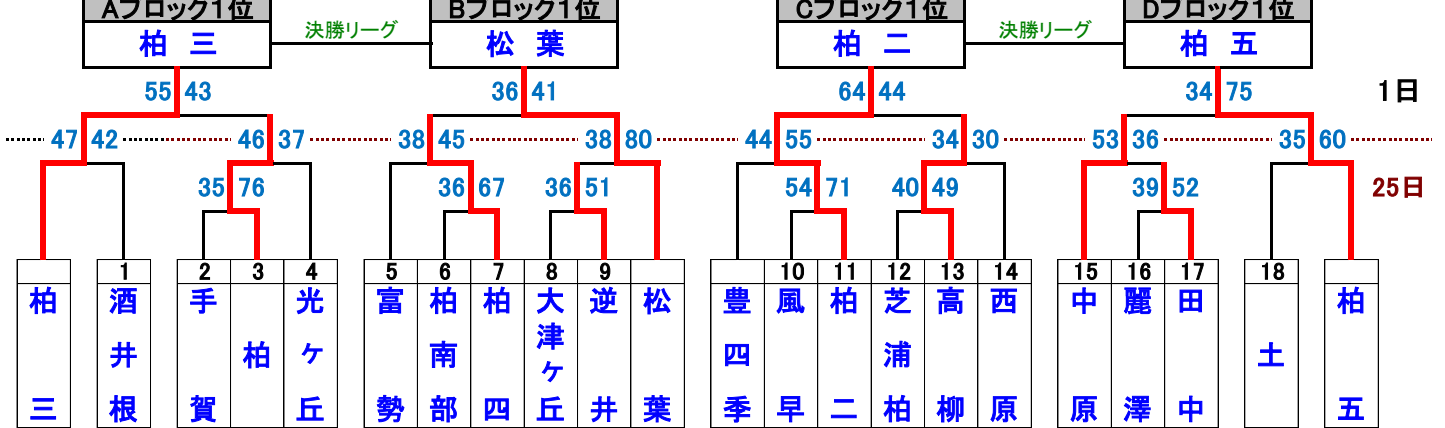 Aブロック1位 Bブロック1位 Cブロック1位 Dブロック1位
柏 三 決勝リーグ 松 葉 柏 二 決勝リーグ 柏 五
55 43 36 41 64 44 34 75 1日
47 42 46 37 38 45 38 80 44 55 34 30 53 36 35 60
35 76 36 67 36 51 54 71 40 49 39 52 25日
1 2 3 4 5 6 7 8 9 10 11 12 13 14 15 16 17 18
柏三
酒井根
手賀
柏
光ヶ丘
富勢
柏南部
柏四
大津ヶ丘
逆井
松葉
豊四季
風早
柏二
芝浦柏
高柳
西原
中原
麗澤
田中
土
柏五